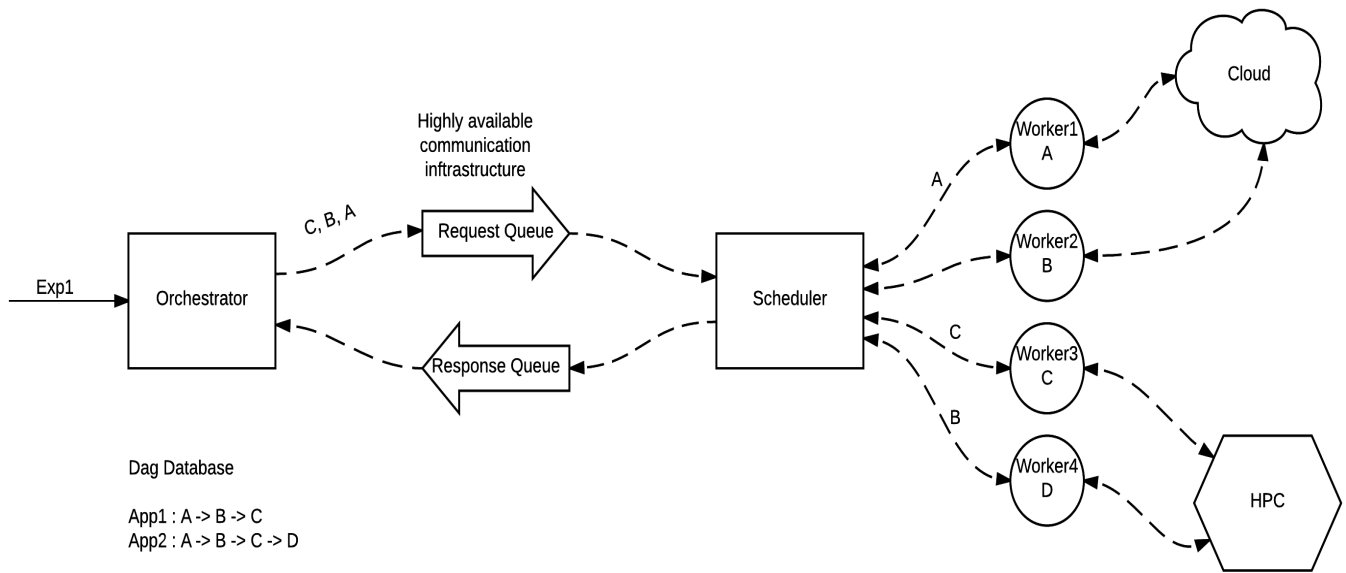 Highly available
communication
inftrastructure
C, B, A
Request Queue
Exp1
Orchestrator
Response Queue
Scheduler
A
C
B
Worker1
A
Worker2
B
Worker3
C
Worker4
D
Cloud
HPC
Dag Database
App1 : A -> B -> C
App2 : A -> B -> C -> D